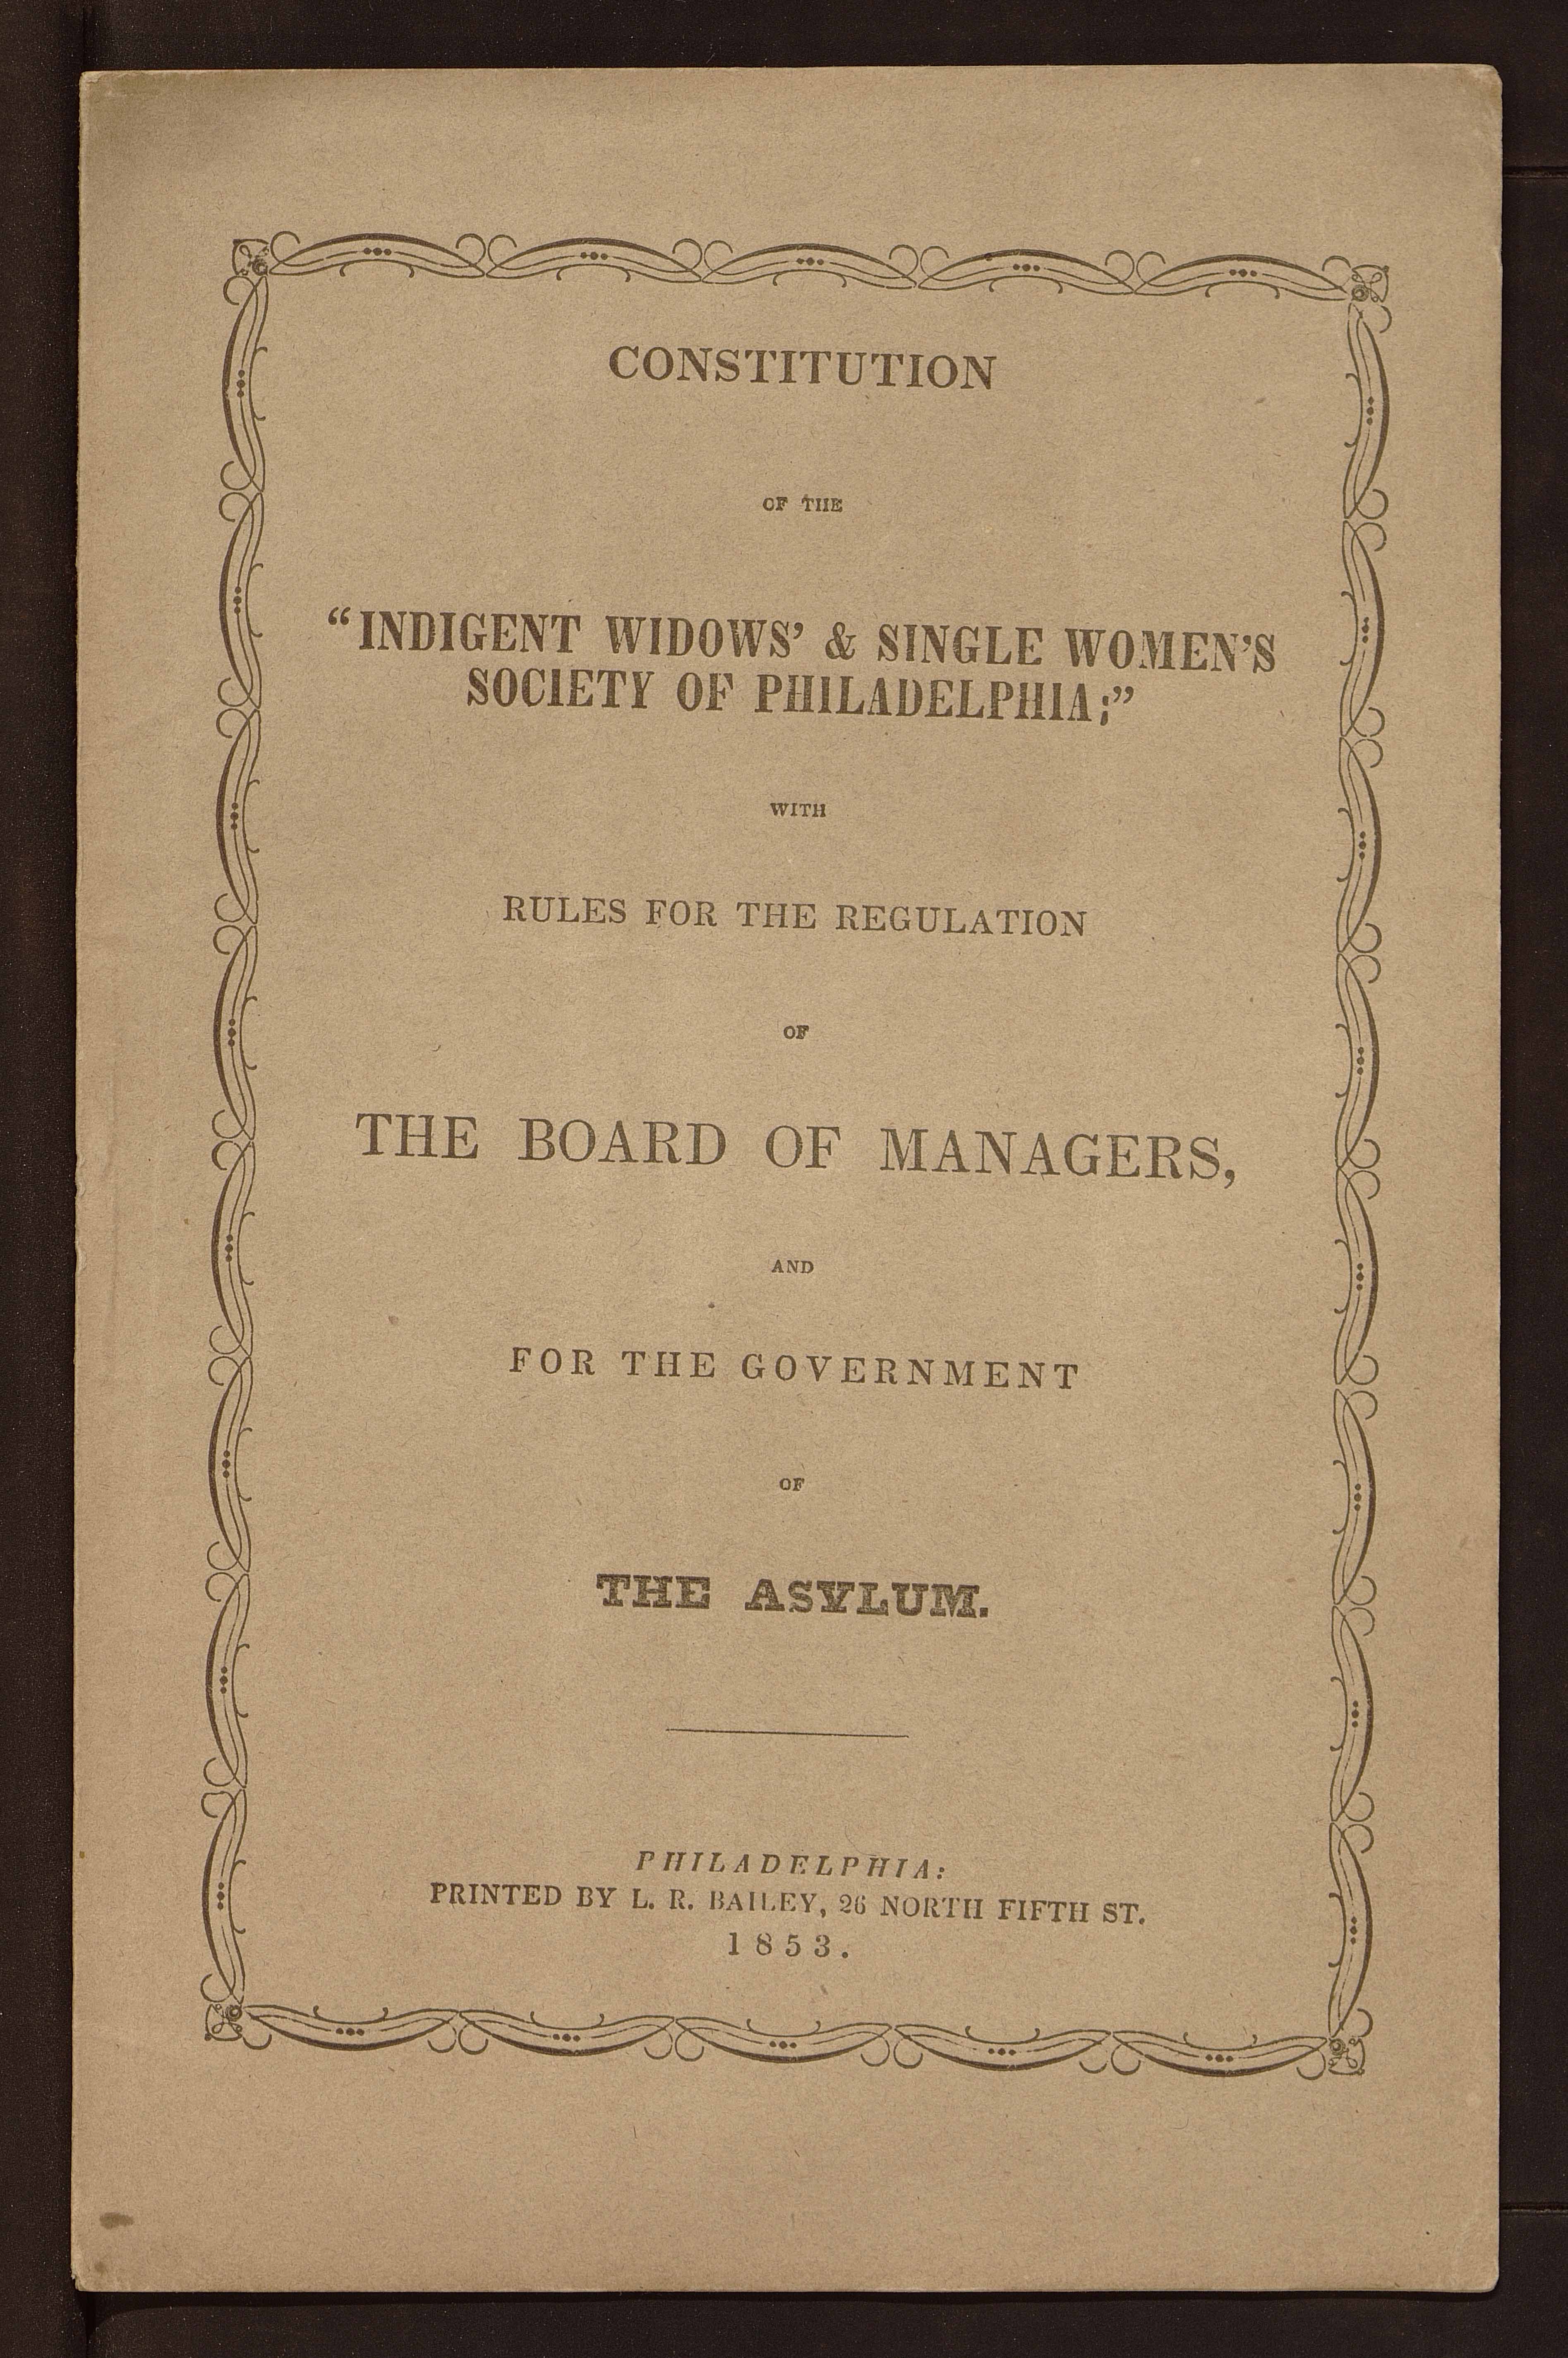 CONSTITUTION
OF THE
“INDIGENT WIDOWS’ & SINGLE WOMEN’S
SOCIETY OF PHILADELPHIA;”
WITH
RULES FOR THE REGULATION
OF
THE BOARD OF MANAGERS,
AND
FOR THE GOVERNMENT
OF
THE ASYLUM.
PHILADELPHIA:
PRINTED BY L. R. BAILEY, 26 NORTH FIFTH ST.
1853.